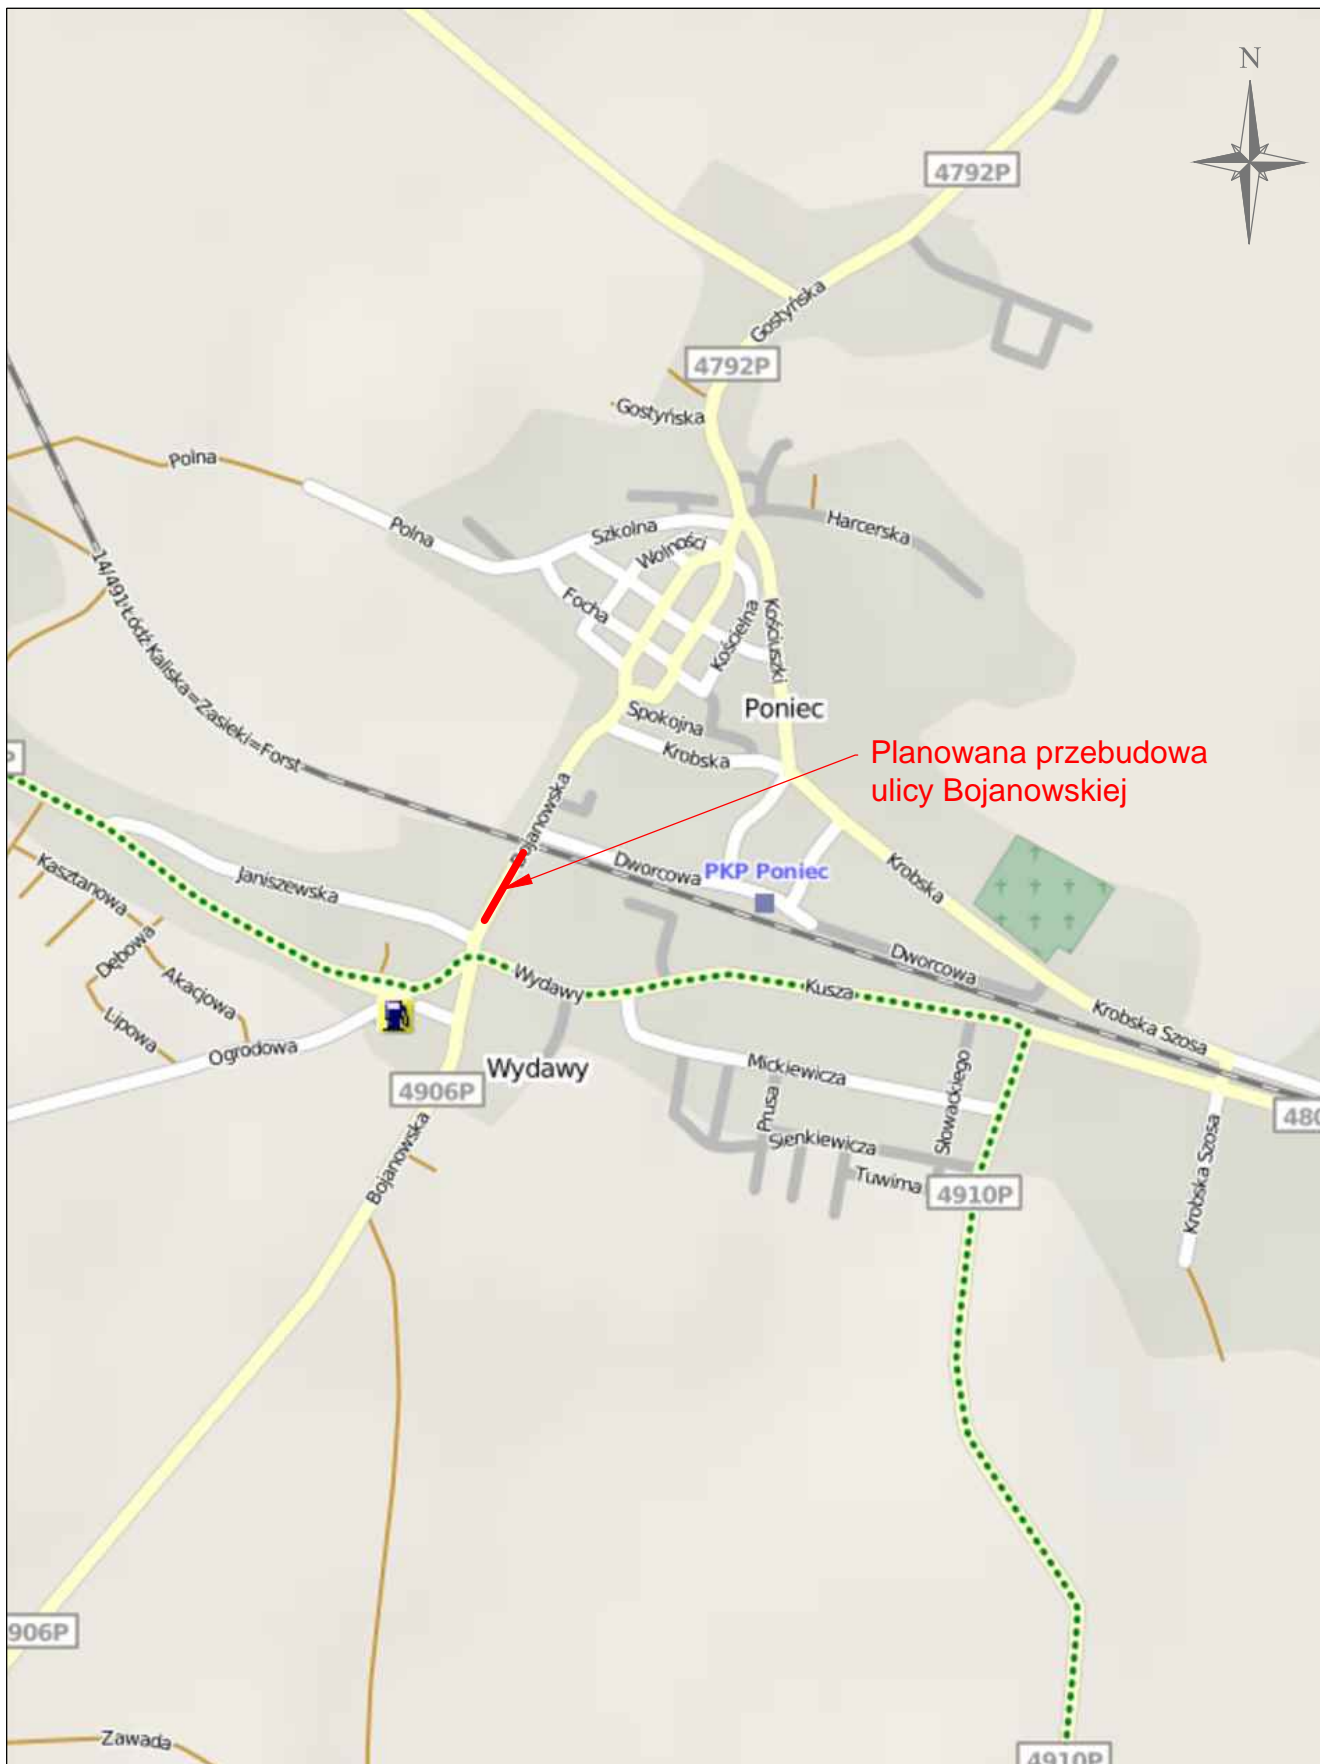 N
4792P
Gostyńska
4792P
Gostyńska
Polna
Polna
Szkolna
Wolności
Harcerska
Focha
Kościelna
Kościuszki
14/491·Łódź Kaliska=Zasieki=Forst
Spokojna
Poniec
Krobska
Planowana przebudowa
ulicy Bojanowskiej
P
Bojanowska
Dworcowa
PKP Poniec
Krobska
Janiszewska
Kasztanowa
Dębowa
Akacjowa
Lipowa
Ogrodowa
Wydawy
Kusza
Dworcowa
Krobska Szosa
Wydawy
Mickiewicza
4906P
480
Prusa
Słowackiego
Sienkiewicza
Tuwima
4910P
Bojanowska
Krobska Szosa
906P
Zawada
4910P